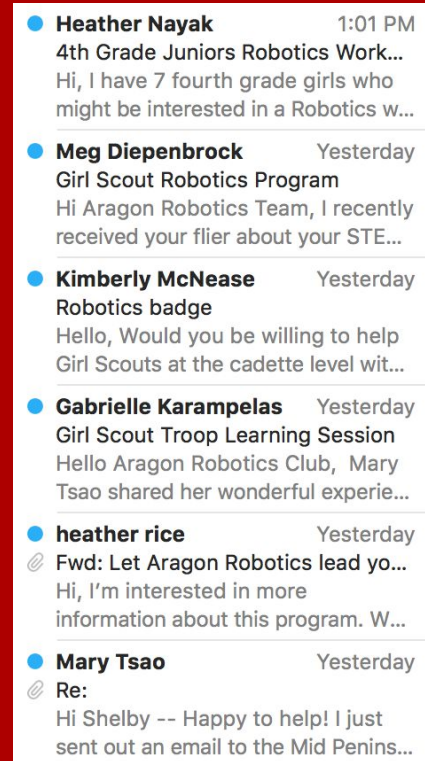 Heather Nayak 1:01 PM
4th Grade Juniors Robotics Work...
Hi, I have 7 fourth grade girls who
might be interested in a Robotics w...
Meg Diepenbrock Yesterday
Girl Scout Robotics Program
Hi Aragon Robotics Team, I recently
received your flier about your STE...
Kimberly McNease Yesterday
Robotics badge
Hello, Would you be willing to help
Girl Scouts at the cadette level wit...
Gabrielle Karampelas Yesterday
Girl Scout Troop Learning Session
Hello Aragon Robotics Club,  Mary
Tsao shared her wonderful experie...
heather rice Yesterday
Fwd: Let Aragon Robotics lead yo...
Hi, I’m interested in more
information about this program. W...
Mary Tsao Yesterday
Re:
Hi Shelby -- Happy to help! I just
sent out an email to the Mid Penins...